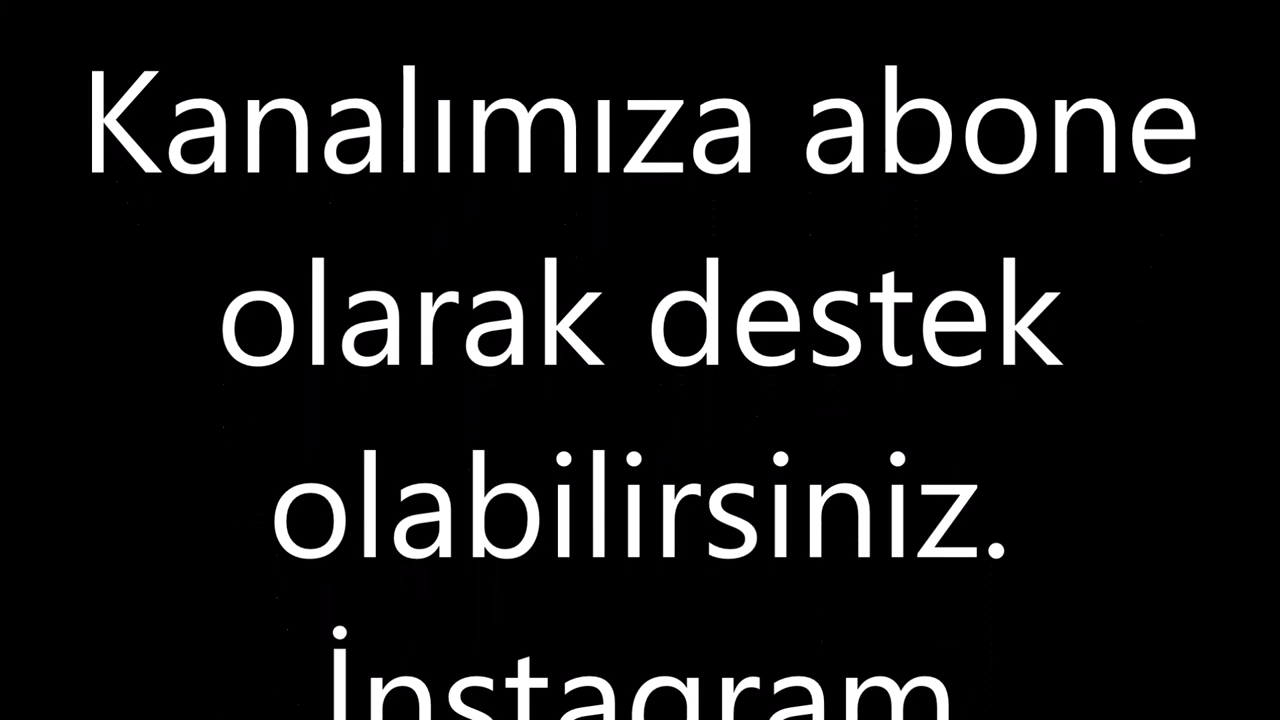 Kanalımıza abone
olarak destek
olabilirsiniz.
İnstagram